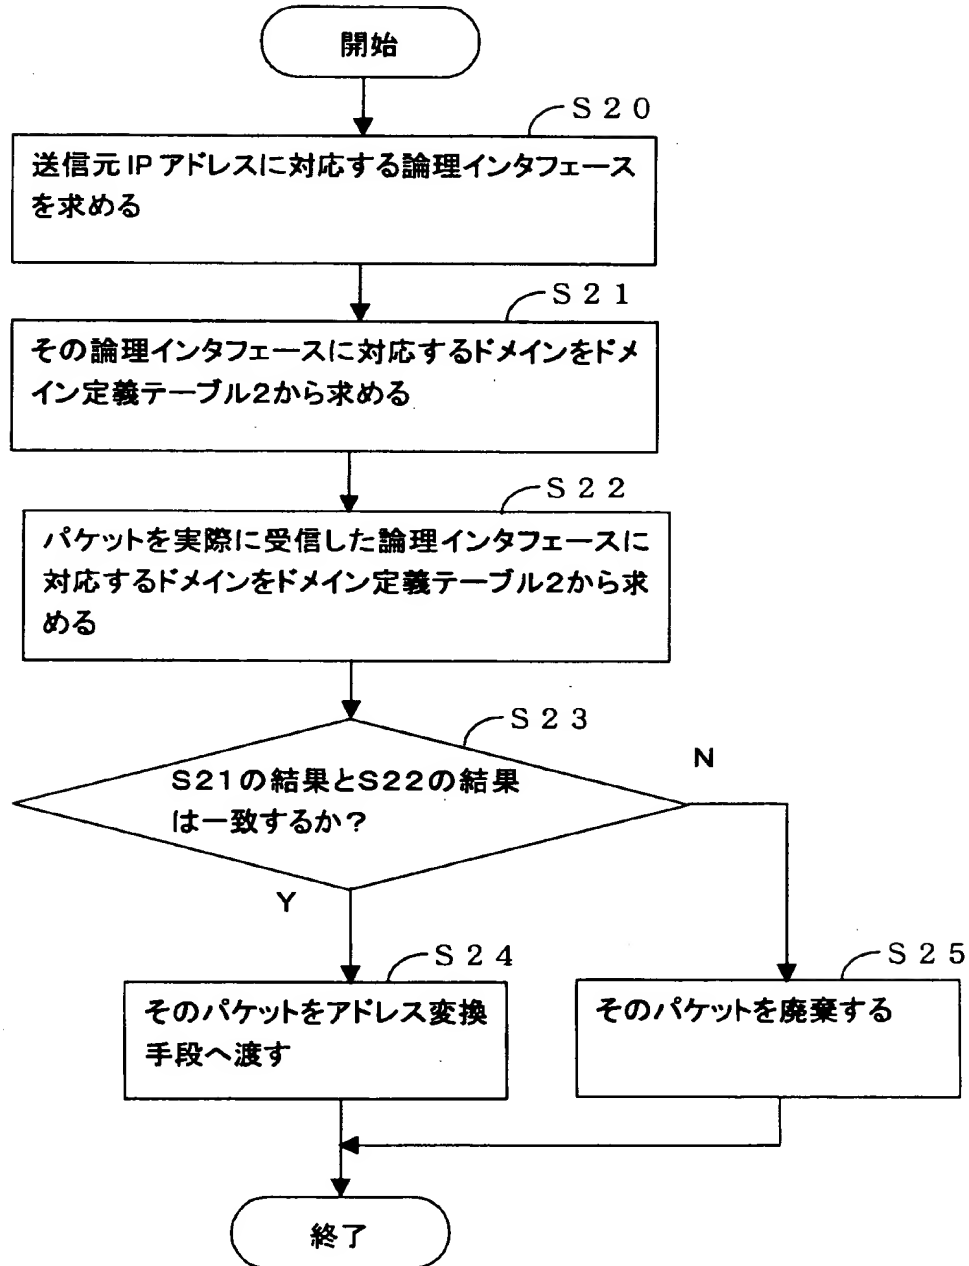 開始
S20
送信元IPアドレスに対応する論理インタフェース
を求める
S21
その論理インタフェースに対応するドメインをドメ
イン定義テーブル2から求める
S22
パケットを実際に受信した論理インタフェースに
対応するドメインをドメイン定義テーブル2から求
める
S23
S21の結果とS22の結果
は一致するか?
N
Y
S24
そのパケットをアドレス変換
手段へ渡す
S25
そのパケットを廃棄する
終了